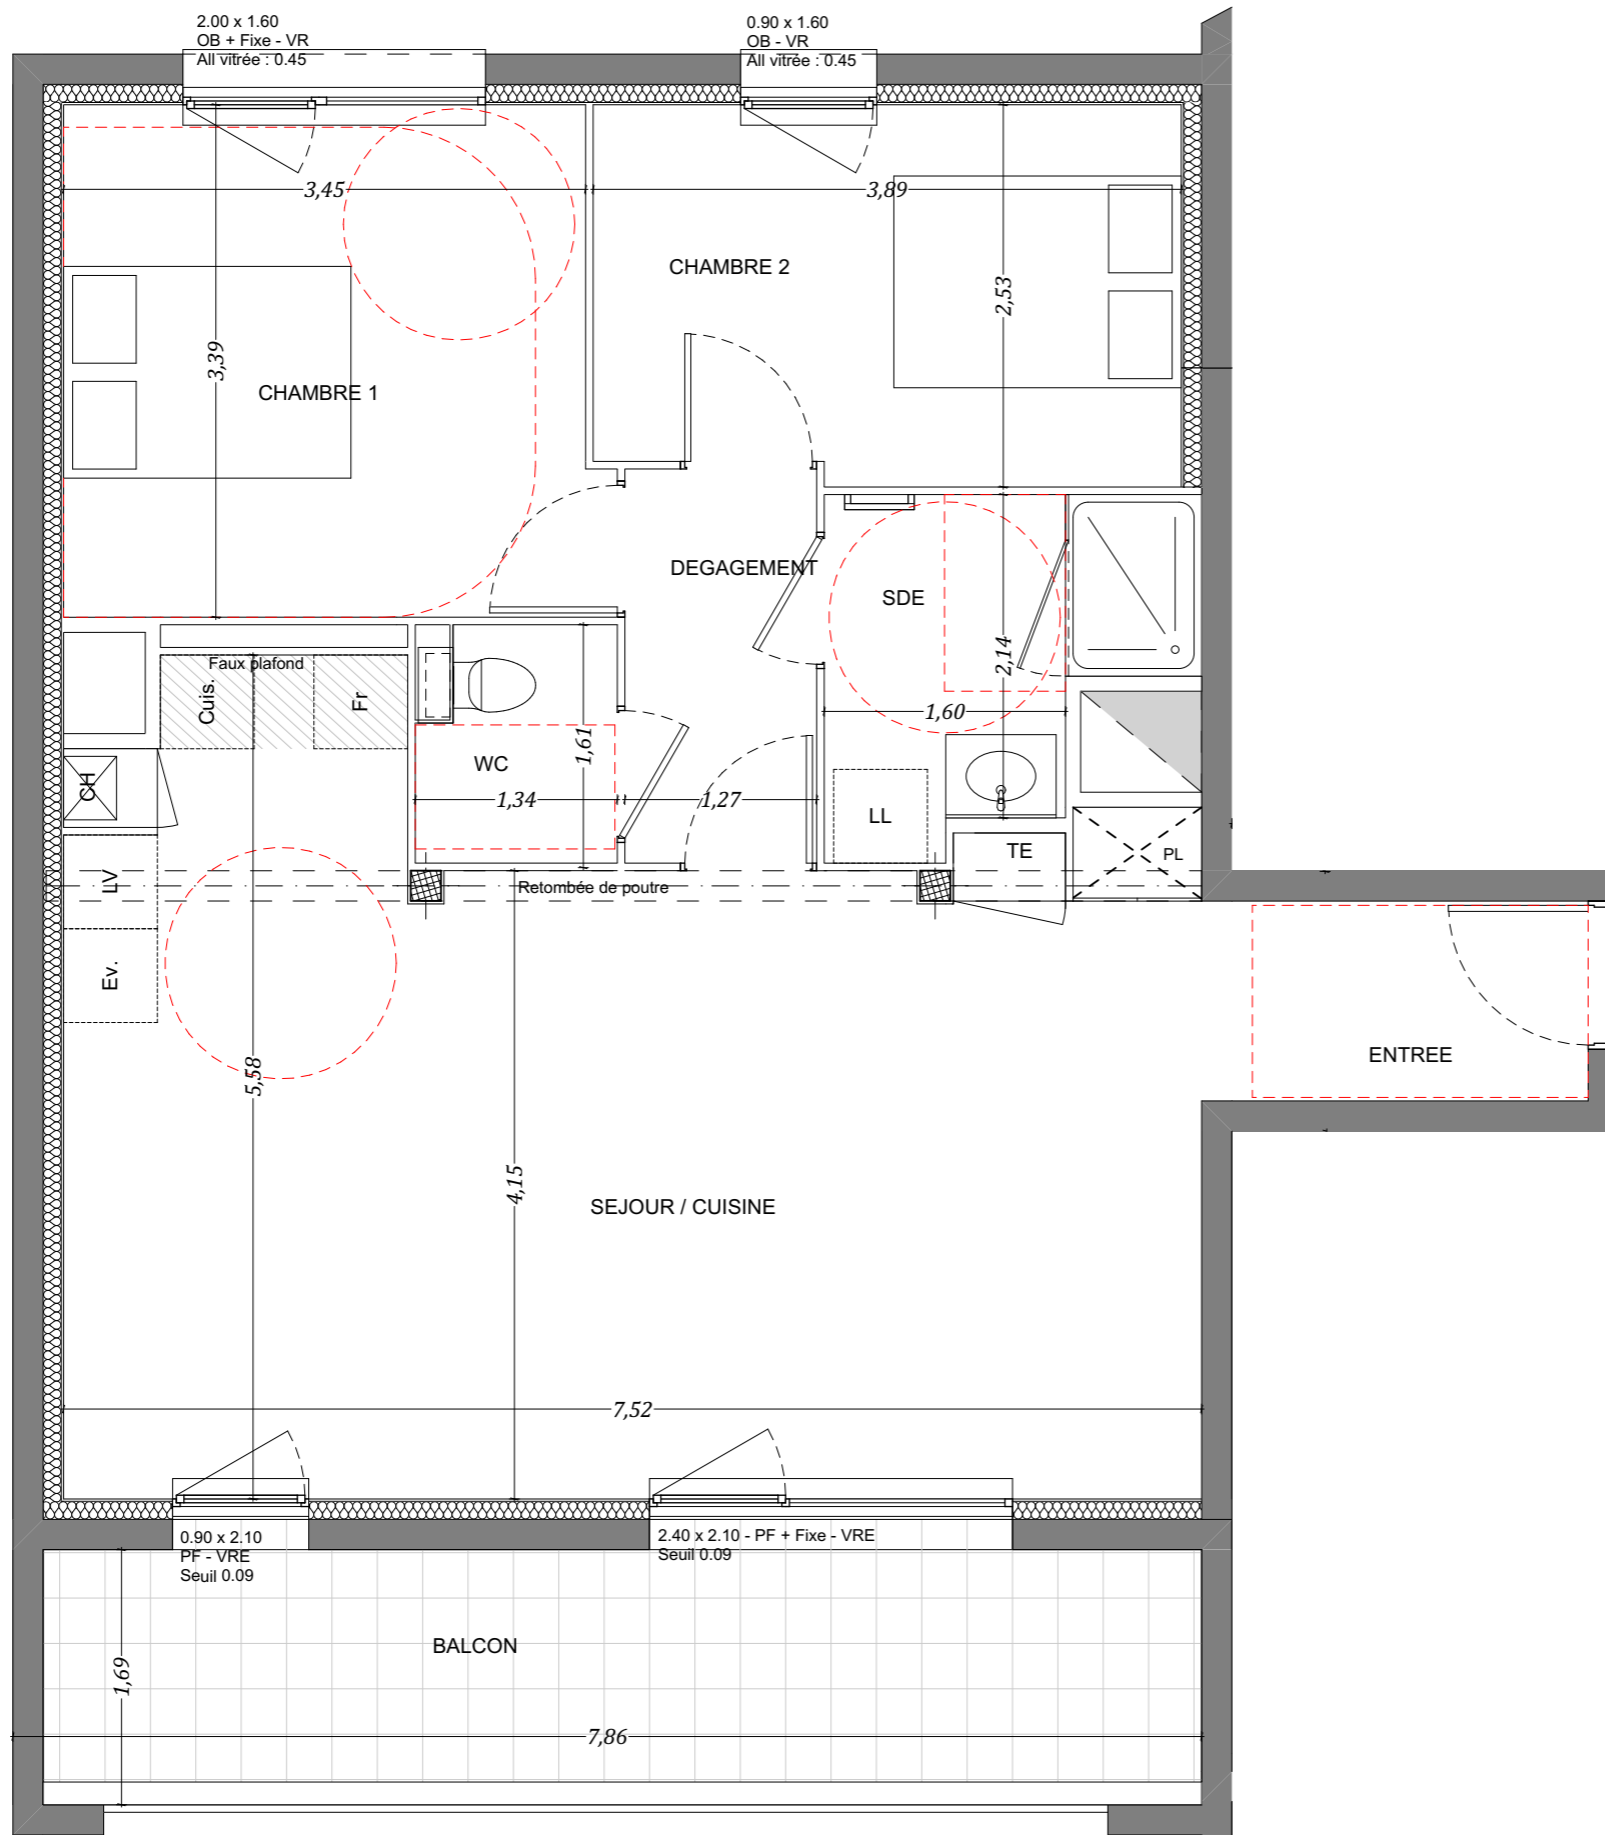 2.00 x 1.60
OB + Fixe - VR
All vitrée : 0.45
0.90 x 1.60
OB - VR
All vitrée : 0.45
3,45
3,89
CHAMBRE 2
2,53
3,39
CHAMBRE 1
DEGAGEMENT
SDE
2,14
Faux plafond
Cuis.
Fr
1,60
WC
1,61
CH
1,34
1,27
LL
TE
PL
LV
Retombée de poutre
Ev.
ENTREE
5,58
4,15
SEJOUR / CUISINE
7,52
0.90 x 2.10
PF - VRE
Seuil 0.09
2.40 x 2.10 - PF + Fixe - VRE
Seuil 0.09
BALCON
1,69
7,86